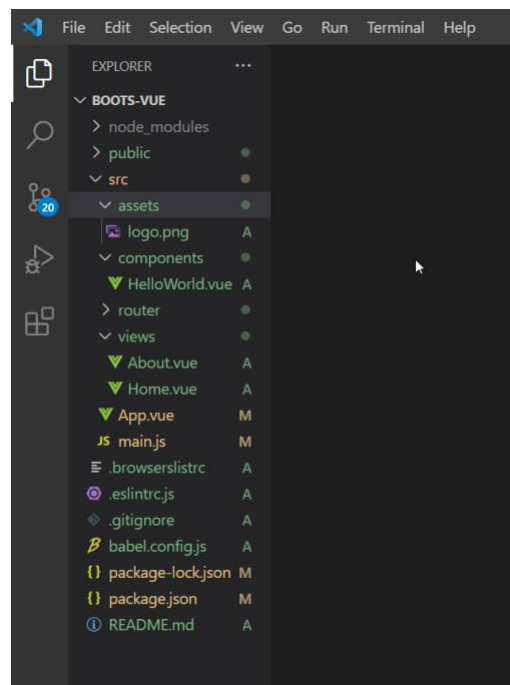 File Edit Selection View Go Run Terminal Help
EXPLORER ...
BOOTS-VUE
node_modules
public
src
assets
logo.png A
components
HelloWorld.vue A
router
views
About.vue A
Home.vue A
App.vue M
JS main.js M
20
.browserslistrc A
.eslintrc.js A
.gitignore A
babel.config.js A
{} package-lock.json M
{} package.json M
README.md A